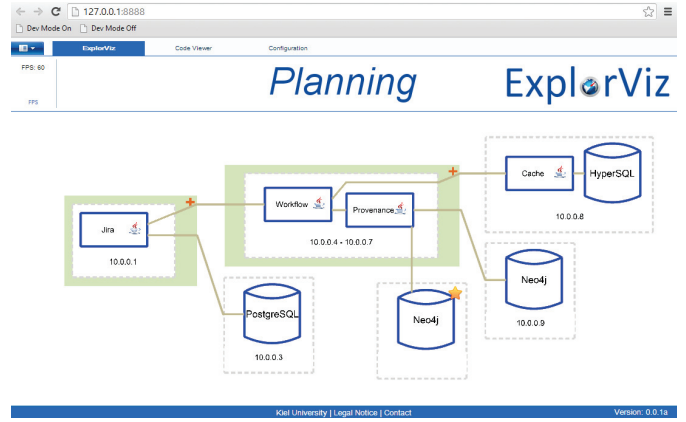 127.0.0.1:8888
Dev Mode On Dev Mode Off
ExplorViz Code Viewer Configuration
FPS: 60
FPS
Planning
ExplorViz
Jira
10.0.0.1
Workflow
Provenance
10.0.0.4 - 10.0.0.7
Cache
HyperSQL
10.0.0.8
PostgreSQL
10.0.0.3
Neo4j
Neo4j
10.0.0.9
Kiel University | Legal Notice | Contact
Version: 0.0.1a